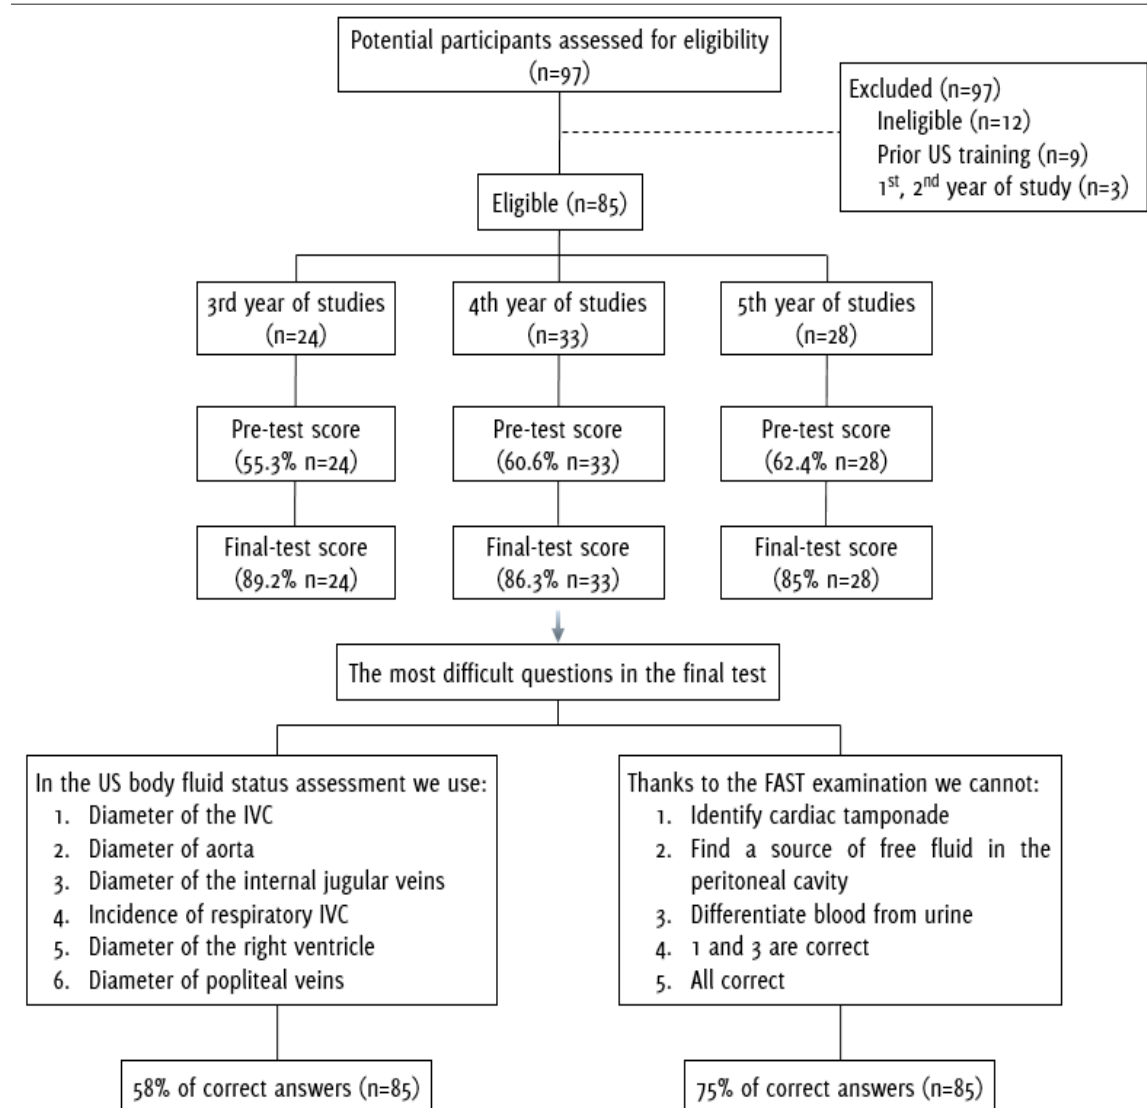 Potential participants assessed for eligibility
(n=97)
Excluded (n=97)
Ineligible (n=12)
Prior US training (n=9)
1st, 2nd year of study (n=3)
Eligible (n=85)
3rd year of studies
(n=24)
4th year of studies
(n=33)
5th year of studies
(n=28)
Pre-test score
(55.3% n=24)
Pre-test score
(60.6% n=33)
Pre-test score
(62.4% n=28)
Final-test score
(89.2% n=24)
Final-test score
(86.3% n=33)
Final-test score
(85% n=28)
The most difficult questions in the final test
In the US body fluid status assessment we use:
1. Diameter of the IVC
2. Diameter of aorta
3. Diameter of the internal jugular veins
4. Incidence of respiratory IVC
5. Diameter of the right ventricle
6. Diameter of popliteal veins
Thanks to the FAST examination we cannot:
1. Identify cardiac tamponade
2. Find a source of free fluid in the
peritoneal cavity
3. Differentiate blood from urine
4. 1 and 3 are correct
5. All correct
58% of correct answers (n=85)
75% of correct answers (n=85)